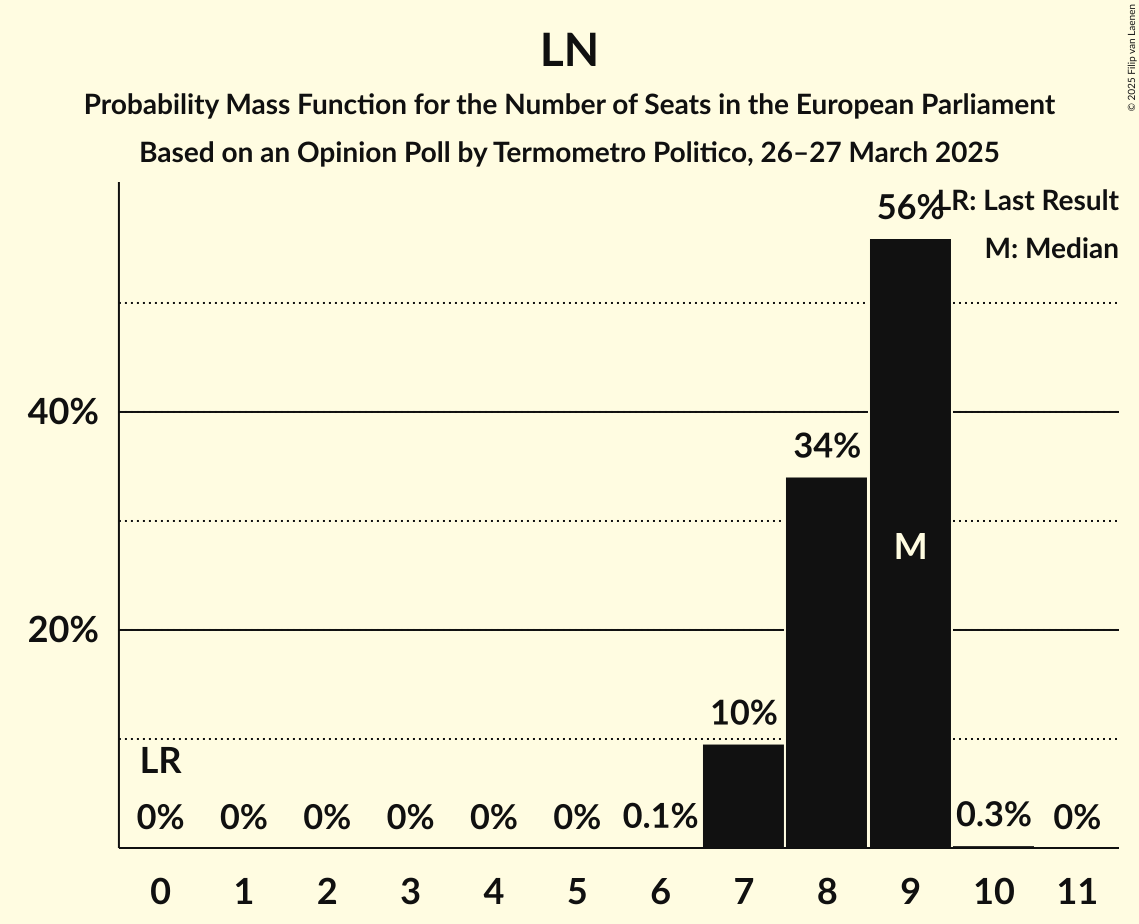 LN
Probability Mass Function for the Number of Seats in the European Parliament
Based on an Opinion Poll by Termometro Politico, 26–27 March 2025
© 2025 Filip van Laenen
LR: Last Result
M: Median
56%
40%
34%
M
20%
10%
LR
0% 0% 0% 0% 0% 0% 0.1% 0.3% 0%
0 1 2 3 4 5 6 7 8 9 10 11